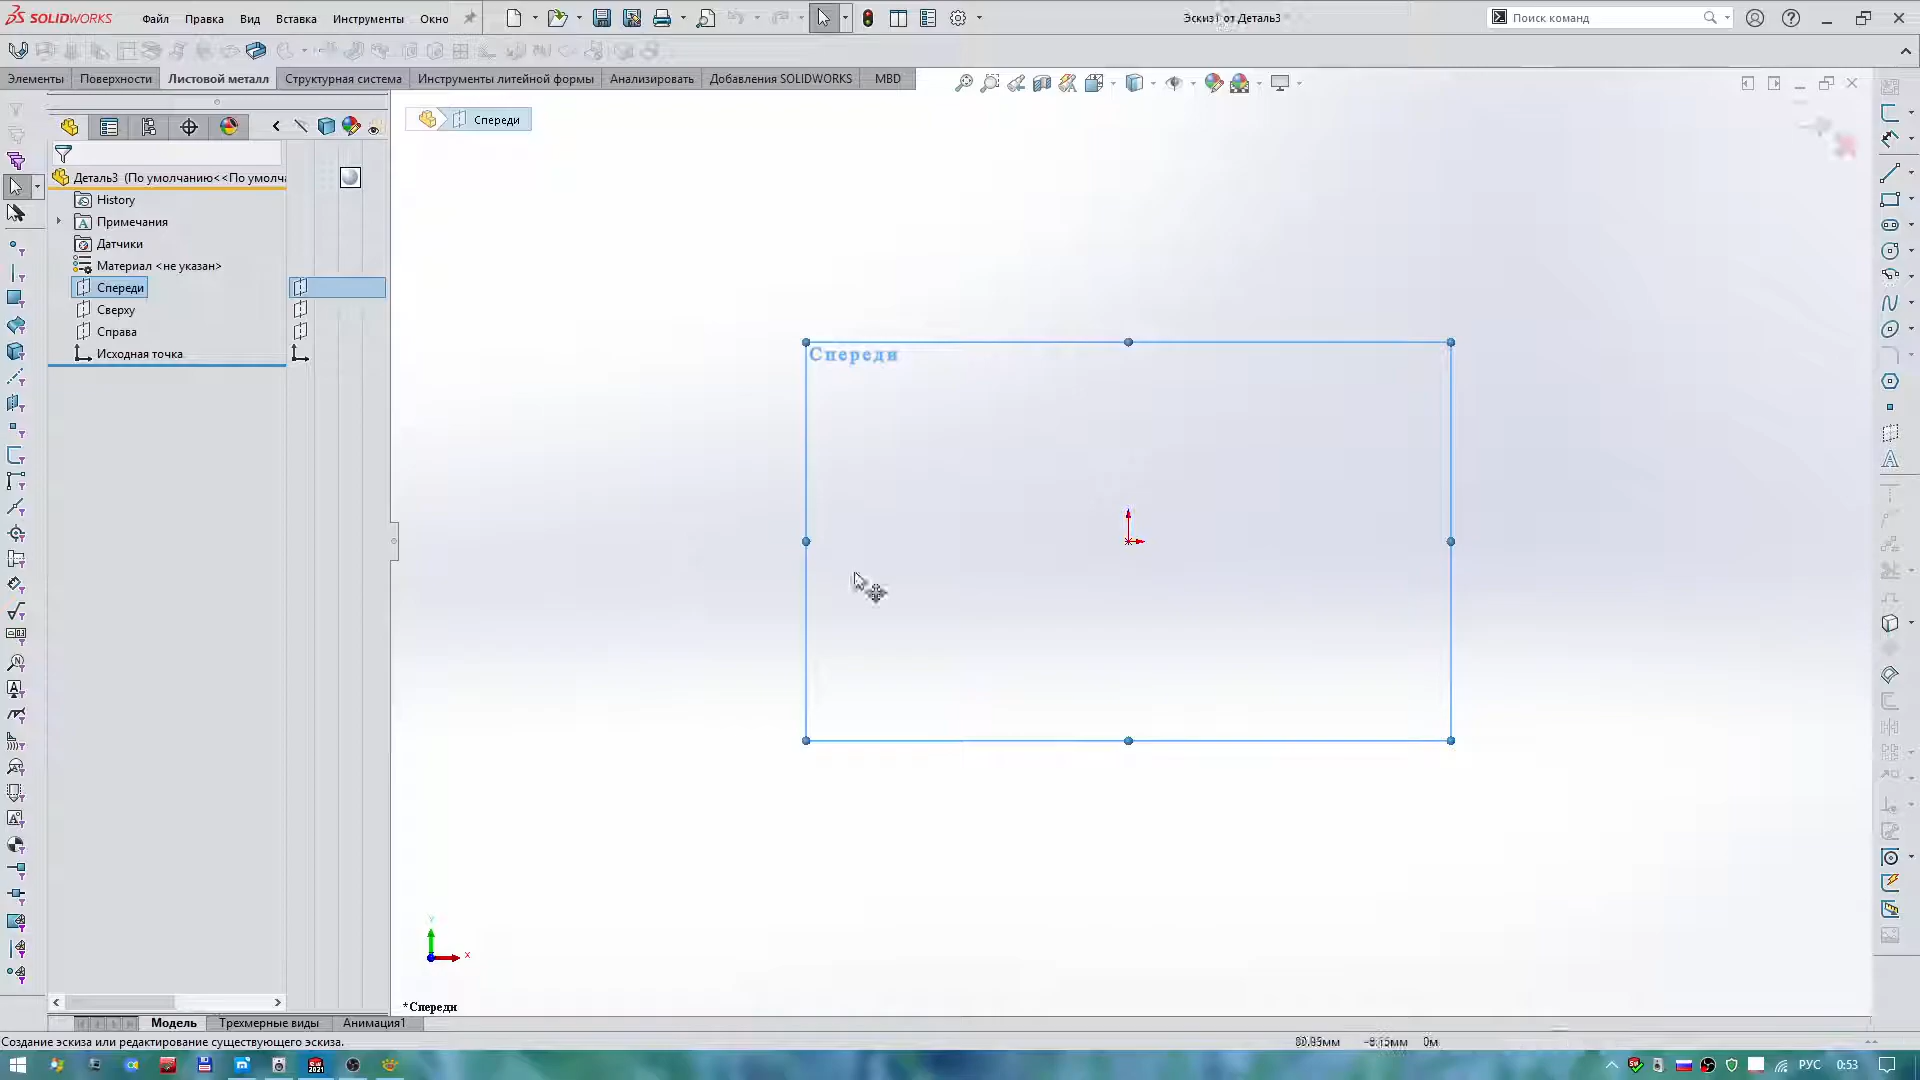 SOLIDWORKS
Файл
Правка
Вид
Вставка
Инструменты
Окно
Эскиз1 от Деталь3
Поиск команд
Элементы
Поверхности
Листовой металл
Структурная система
Инструменты литейной формы
Анализировать
Добавления SOLIDWORKS
MBD
Спереди
Деталь3 (По умолчанию<<По умолча
History
Примечания
Датчики
Материал <не указан>
Спереди
Сверху
Справа
Исходная точка
Спереди
Y
X
*Спереди
Модель
Трехмерные виды
Анимация1
Создание эскиза или редактирование существующего эскиза.
0м
2021
РУС
0:53